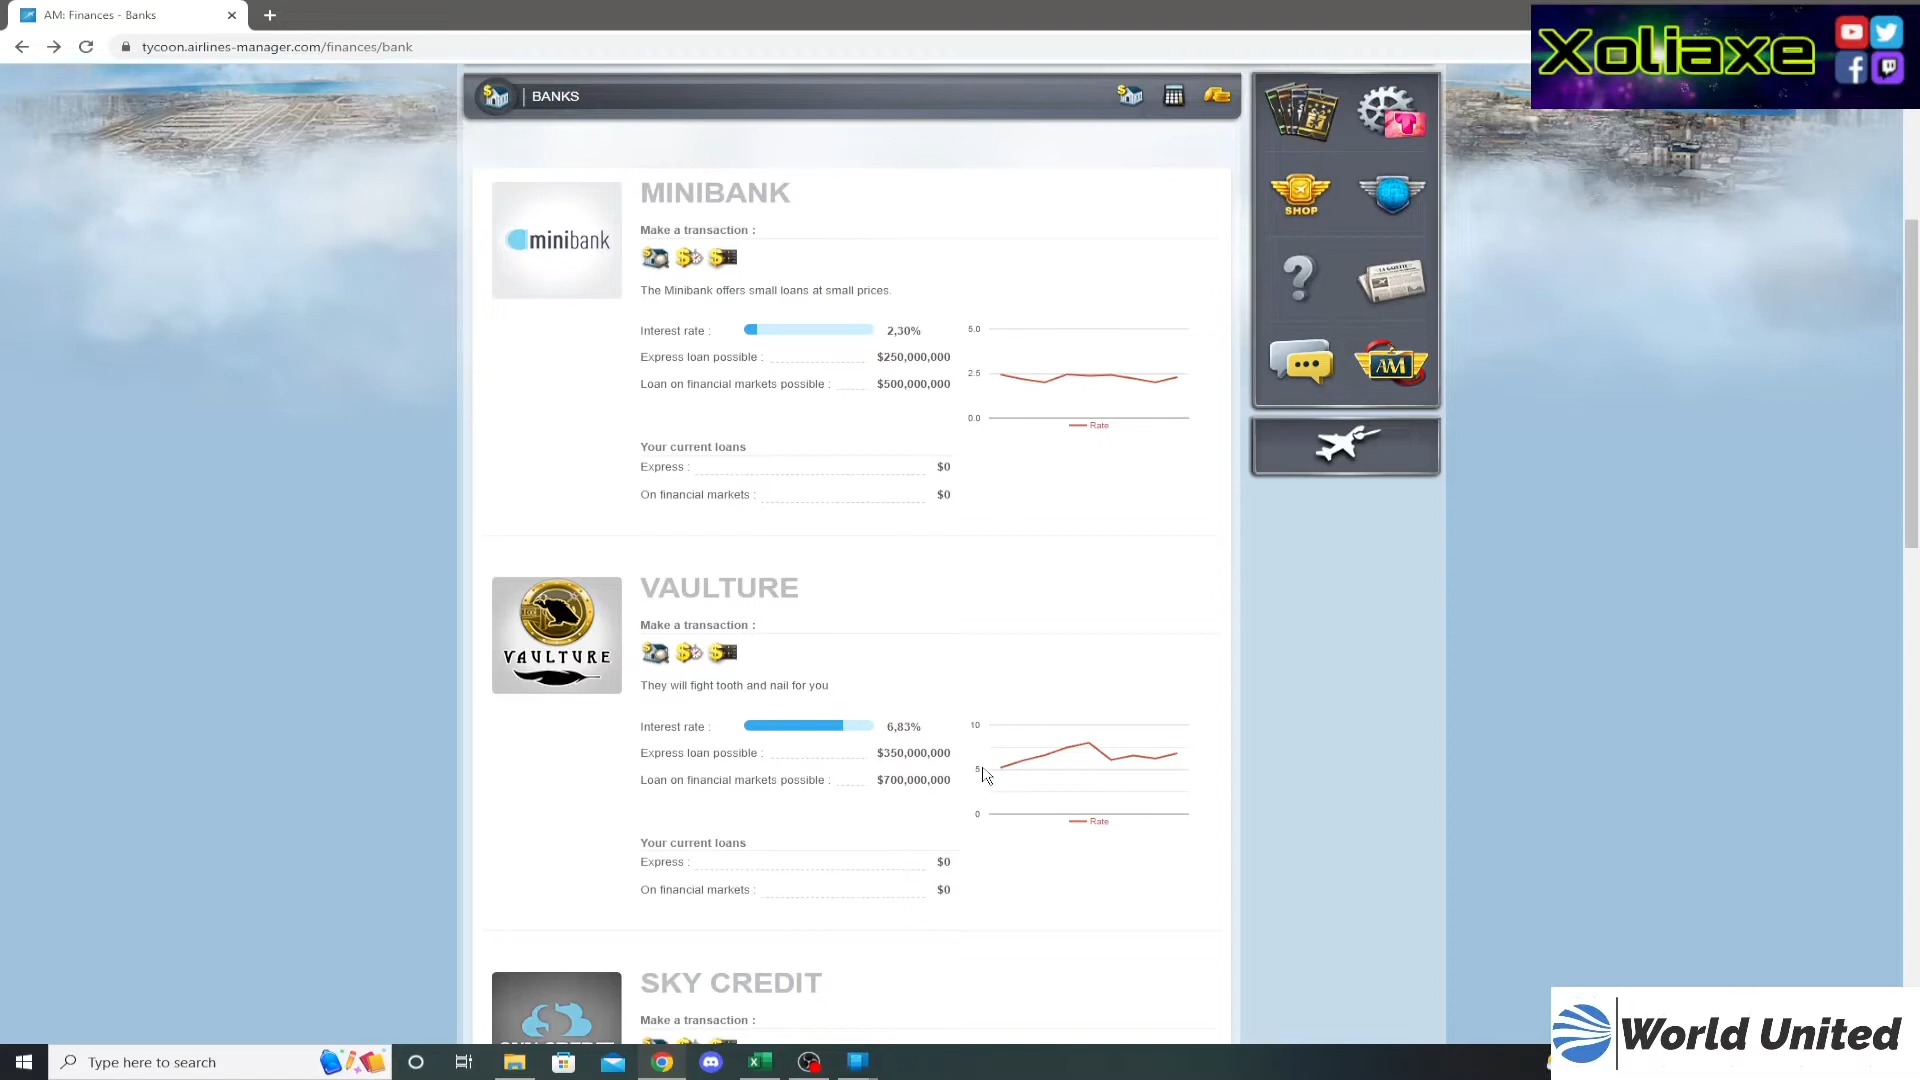 AM: Finances - Banks
tycoon.airlines-manager.com/finances/bank
Xoliaxe
BANKS
SHOP
LA GAZETTE
AM
MINIBANK
minibank
Make a transaction :
The Minibank offers small loans at small prices.
Interest rate : 2,30%
Express loan possible : $250,000,000
Loan on financial markets possible : $500,000,000
5.0
2.5
0.0
Rate
Your current loans
Express : $0
On financial markets : $0
VAULTURE
VAULTURE
Make a transaction :
They will fight tooth and nail for you
Interest rate : 6,83%
Express loan possible : $350,000,000
Loan on financial markets possible : $700,000,000
10
5
0
Rate
Your current loans
Express : $0
On financial markets : $0
SKY CREDIT
Make a transaction :
World United
Type here to search